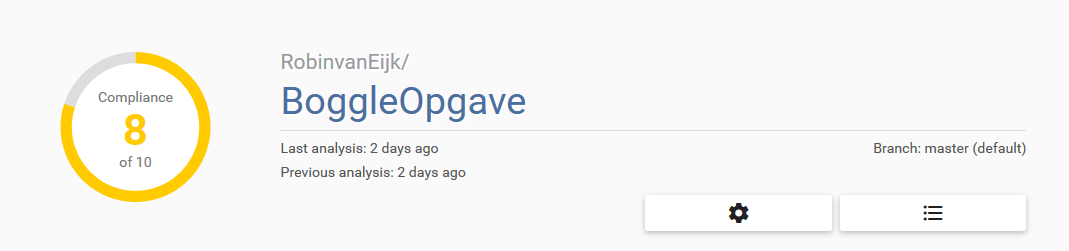 Compliance
8
of 10
RobinvanEijk/
BoggleOpgave
Last analysis: 2 days ago
Branch: master (default)
Previous analysis: 2 days ago